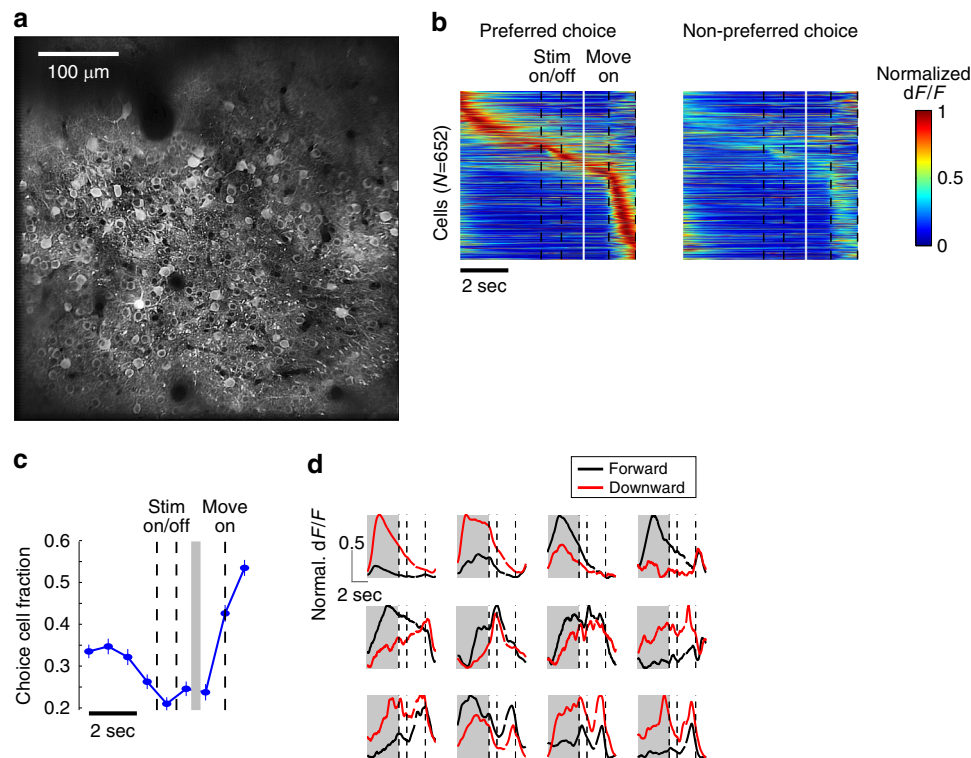 a
100 μm
b
Preferred choice
Non-preferred choice
Stim
on/off
Move
on
Normalized
dF/F
Cells (N=652)
1
0.5
0
2 sec
c
Stim
on/off
Move
on
Choice cell fraction
0.6
0.5
0.4
0.3
0.2
2 sec
d
Forward
Downward
Normal. dF/F
0.5
2 sec